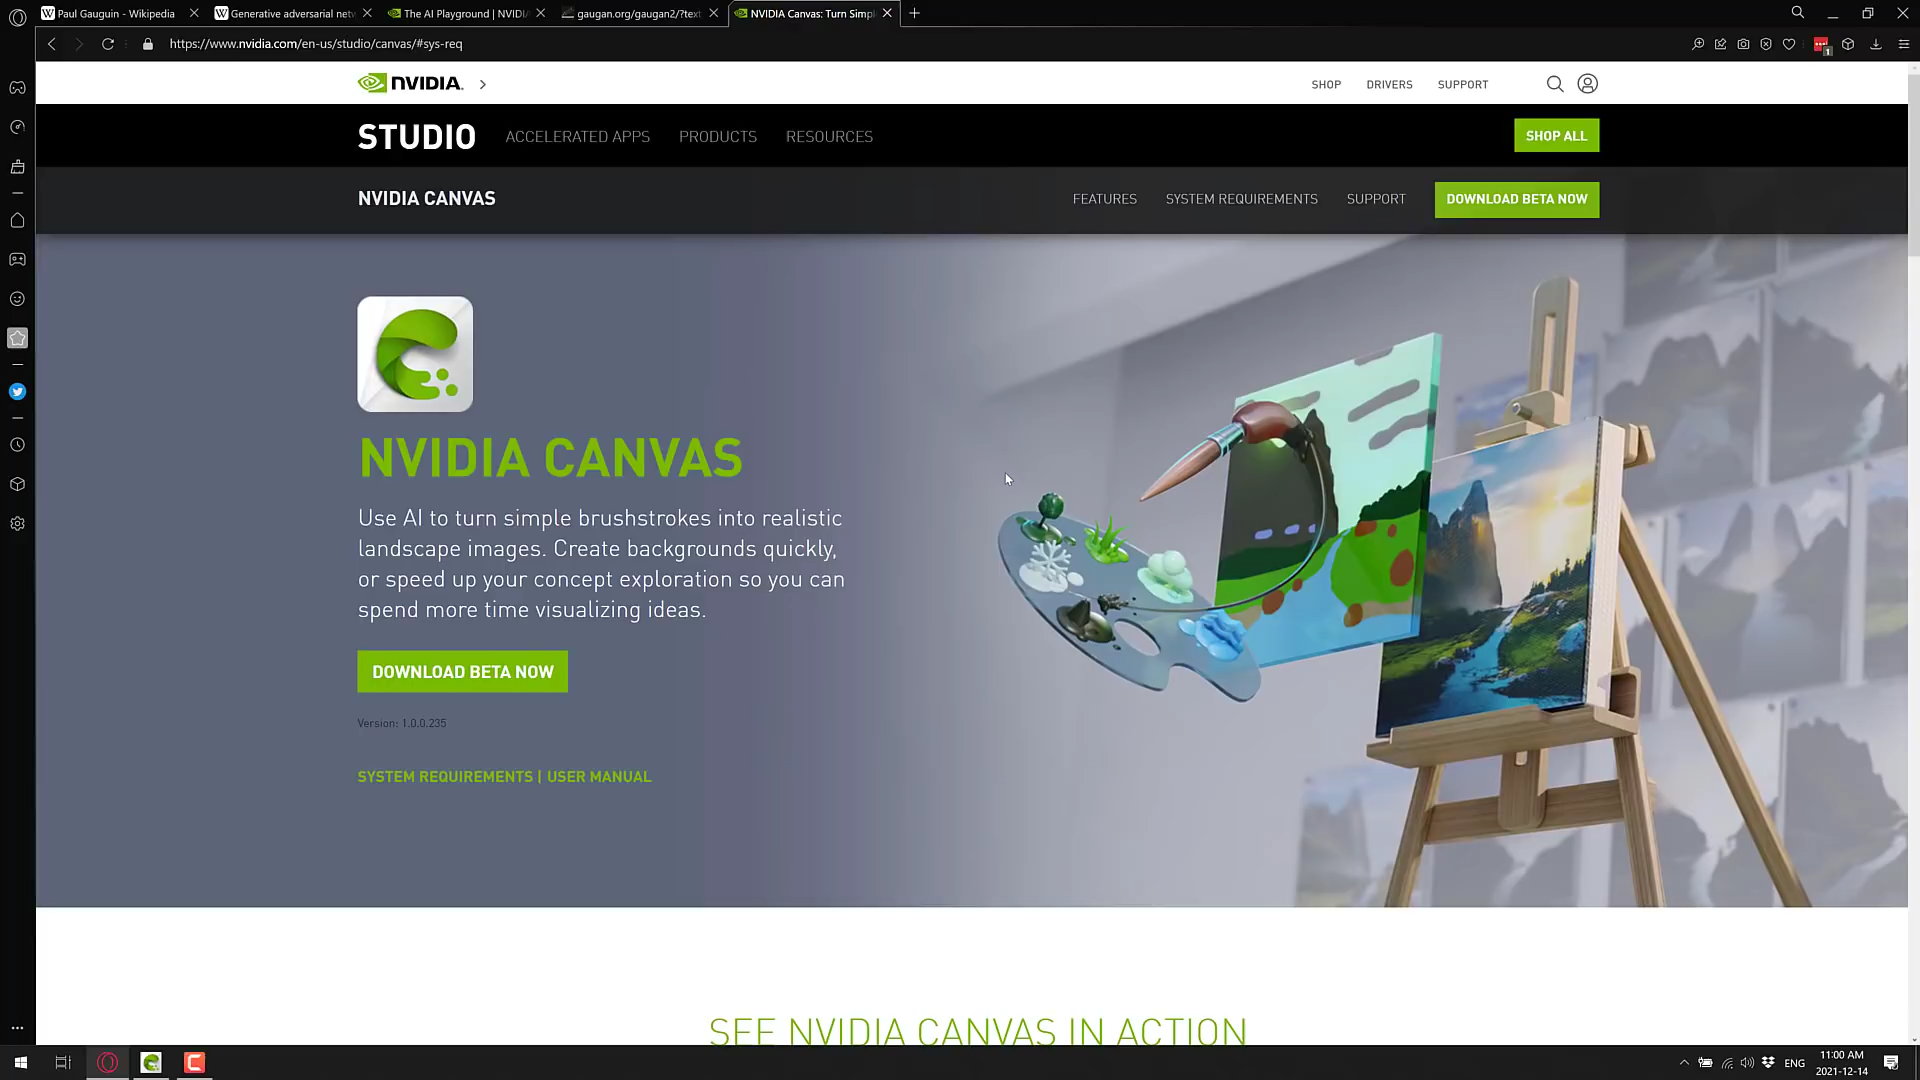 Paul Gauguin - Wikipedia
Generative adversarial netw
The AI Playground | NVIDIA
gaugan.org/gaugan2/?text
NVIDIA Canvas: Turn Simpl
https://www.nvidia.com/en-us/studio/canvas/#sys-req
1
NVIDIA.
SHOP
DRIVERS
SUPPORT
STUDIO
ACCELERATED APPS
PRODUCTS
RESOURCES
SHOP ALL
NVIDIA CANVAS
FEATURES
SYSTEM REQUIREMENTS
SUPPORT
DOWNLOAD BETA NOW
NVIDIA CANVAS
Use AI to turn simple brushstrokes into realistic
landscape images. Create backgrounds quickly,
or speed up your concept exploration so you can
spend more time visualizing ideas.
DOWNLOAD BETA NOW
Version: 1.0.0.235
SYSTEM REQUIREMENTS | USER MANUAL
SEE NVIDIA CANVAS IN ACTION
ENG
11:00 AM
2021-12-14